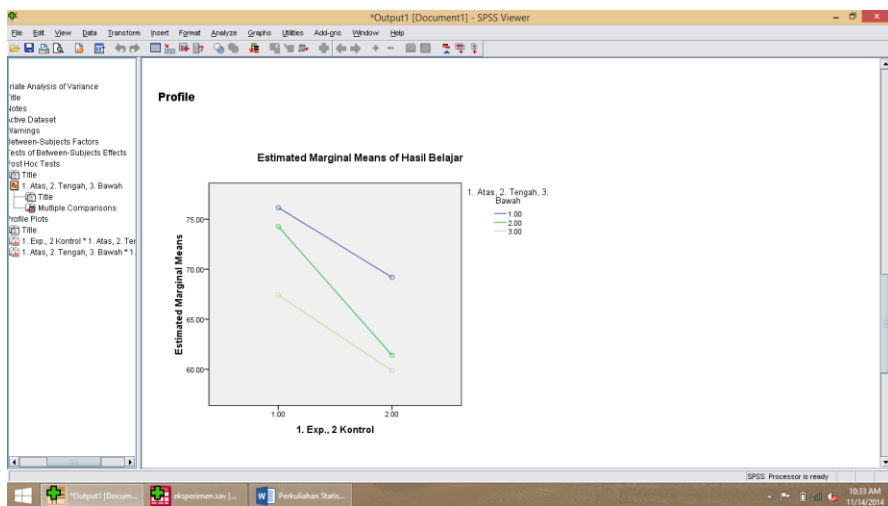 *Output1 [Document1] - SPSS Viewer
File Edit View Data Transform Insert Format Analyze Graphs Utilities Add-ons Window Help
riate Analysis of Variance
itle
lotes
ctive Dataset
Varnings
etween-Subjects Factors
ests of Between-Subjects Effects
ost Hoc Tests
Title
1. Atas, 2. Tengah, 3. Bawah
Title
Multiple Comparisons
rofile Plots
Title
1. Exp., 2 Kontrol * 1. Atas, 2. Ter
1. Atas, 2. Tengah, 3. Bawah * 1.
Profile
Estimated Marginal Means of Hasil Belajar
Estimated Marginal Means
75.00
70.00
65.00
60.00
1.00
2.00
1. Exp., 2 Kontrol
1. Atas, 2. Tengah, 3.
Bawah
1.00
2.00
3.00
SPSS Processor is ready
*Output1 [Docum...
eksperimen.sav [...
Perkuliahan Statis...
10:33 AM
11/14/2014